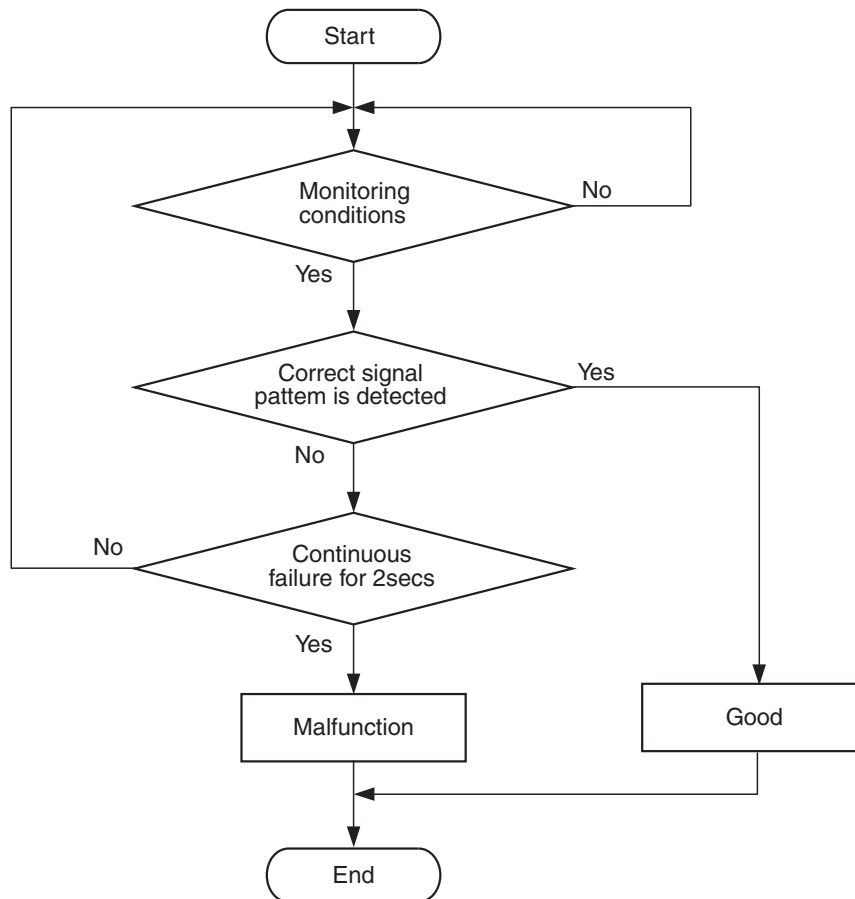 Start
Monitoring
conditions
No
Yes
Correct signal
pattem is detected
Yes
No
Continuous
failure for 2secs
No
Yes
Malfunction
Good
End